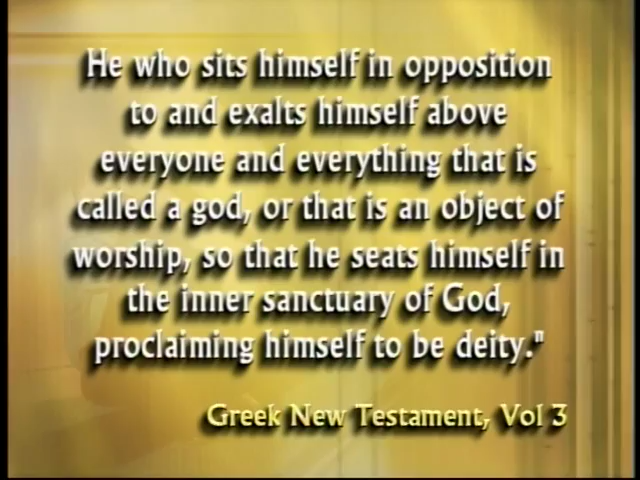 He who sits himself in opposition
to and exalts himself above
everyone and everything that is
called a god, or that is an object of
worship, so that he seats himself in
the inner sanctuary of God,
proclaiming himself to be deity."
Greek New Testament, Vol 3